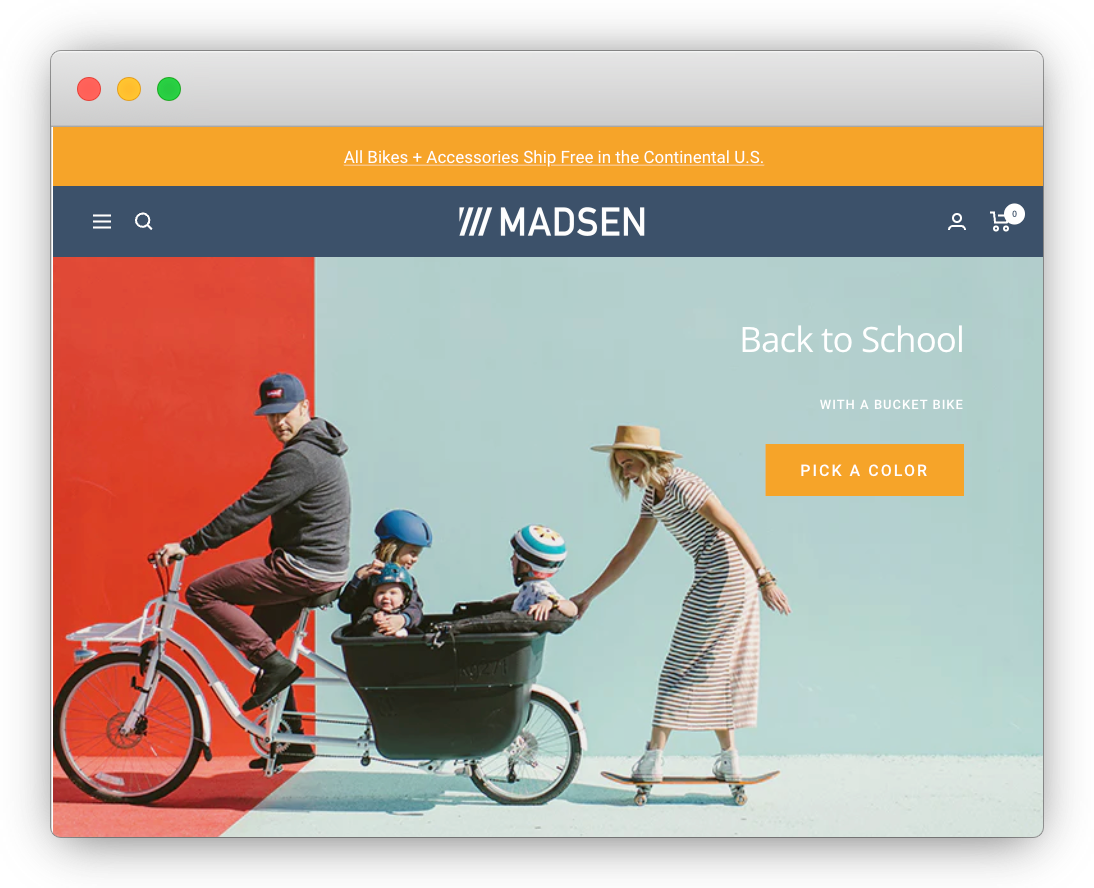 All Bikes + Accessories Ship Free in the Continental U.S.
MADSEN
0
Back to School
WITH A BUCKET BIKE
PICK A COLOR